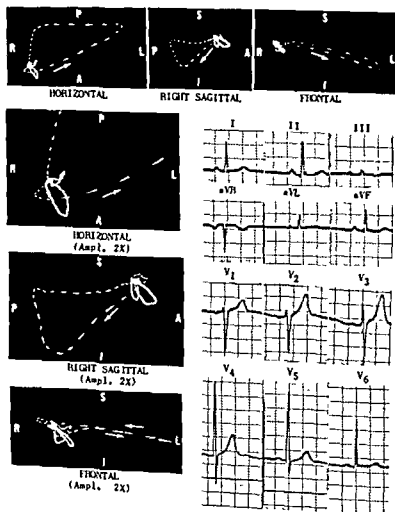 P S S
R L P A R L
A I I
HORIZONTAL RIGHT SAGITTAL FRONTAL
P
R L
A
HORIZONTAL
(Ampl. 2X)
S
P A
I
RIGHT SAGITTAL
(Ampl. 2X)
S
R L
I
FRONTAL
(Ampl. 2X)
I II III
aVR aVL aVF
V1 V2 V3
V4 V5 V6